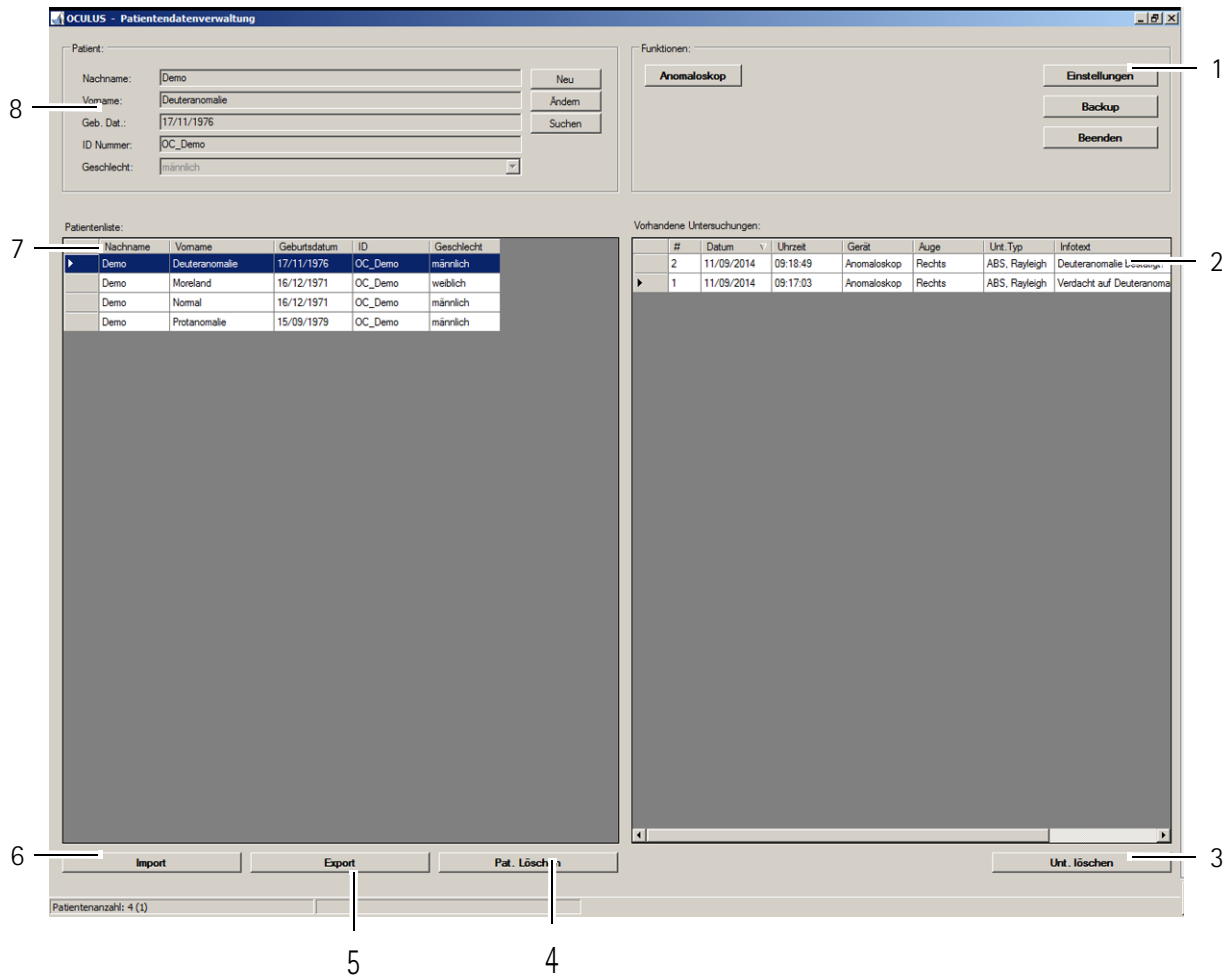 OCULUS - Patientendatenverwaltung
Patient:
Nachname: Demo Neu
Vorname: Deuteranomalie Ändern
Geb. Dat.: 17/11/1976 Suchen
ID Nummer: OC_Demo
Geschlecht: männlich
Funktionen:
Anomaloskop Einstellungen
Backup
Beenden
1
8
Patientenliste:
7
Nachname Vorname Geburtsdatum ID Geschlecht
Demo Deuteranomalie 17/11/1976 OC_Demo männlich
Demo Moreland 16/12/1971 OC_Demo weiblich
Demo Normal 16/12/1971 OC_Demo männlich
Demo Protanomalie 15/09/1979 OC_Demo männlich
Vorhandene Untersuchungen:
# Datum Uhrzeit Gerät Auge Unt.Typ Infotext
2 11/09/2014 09:18:49 Anomaloskop Rechts ABS, Rayleigh Deuteranomalie
1 11/09/2014 09:17:03 Anomaloskop Rechts ABS, Rayleigh Verdacht auf Deuteranoma
2
6
Import Export Pat. Löschen
Unt. löschen
3
Patientenanzahl: 4 (1)
5
4